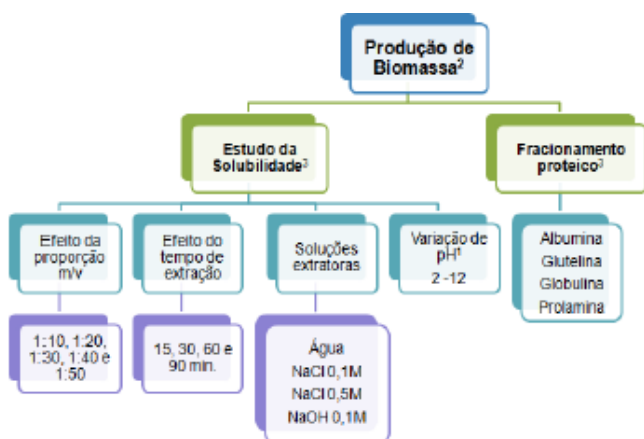 Produção de
Biomassa²
Estudo da
Solubilidade³
Fracionamento
proteico³
Efeito da
proporção
m/v
Efeito do
tempo de
extração
Soluções
extratoras
Variação de
pH¹
2 -12
Albumina
Glutelina
Globulina
Prolamina
1:10, 1:20,
1:30, 1:40 e
1:50
15, 30, 60 e
90 min.
Água
NaCl 0,1M
NaCl 0,5M
NaOH 0,1M